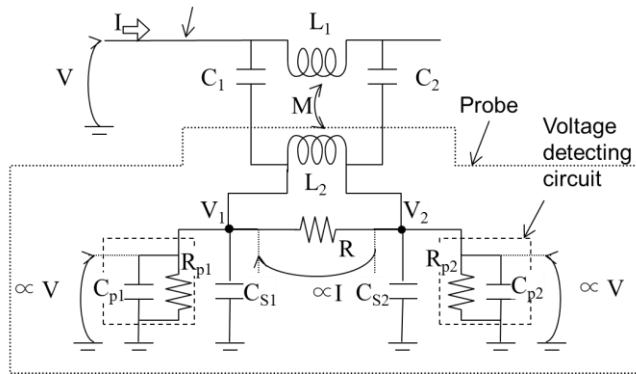 I
L₁
V
C₁
C₂
M
Probe
Voltage
detecting
circuit
L₂
V₁
V₂
R
Rp1
Rp2
∝ V
Cp1
CS1
∝I
CS2
Cp2
∝ V